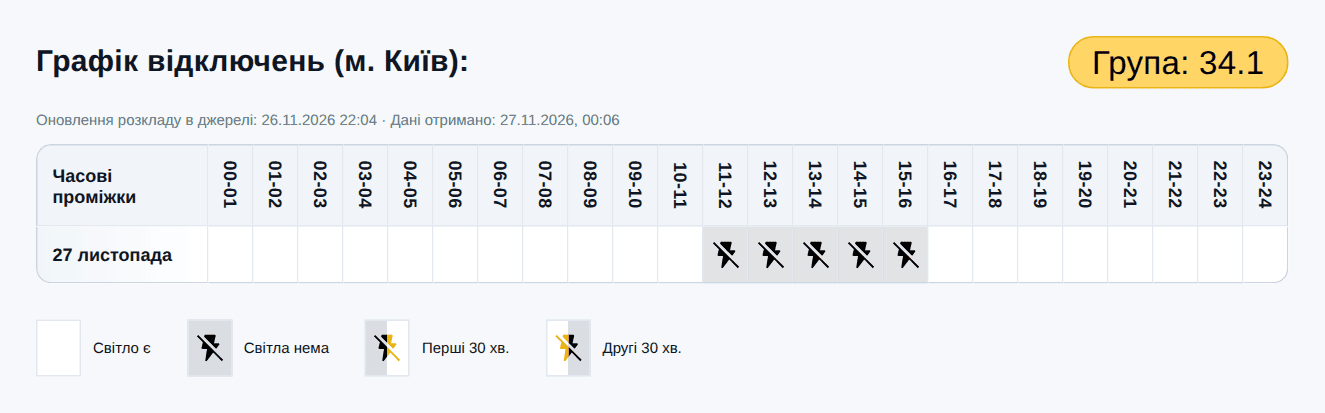 Графік відключень (м. Київ):
Група: 34.1
Оновлення розкладу в джерелі: 26.11.2026 22:04 · Дані отримано: 27.11.2026, 00:06
Часові
проміжки
00-01
01-02
02-03
03-04
04-05
05-06
06-07
07-08
08-09
09-10
10-11
11-12
12-13
13-14
14-15
15-16
16-17
17-18
18-19
19-20
20-21
21-22
22-23
23-24
27 листопада
Світло є
Світла нема
Перші 30 хв.
Другі 30 хв.